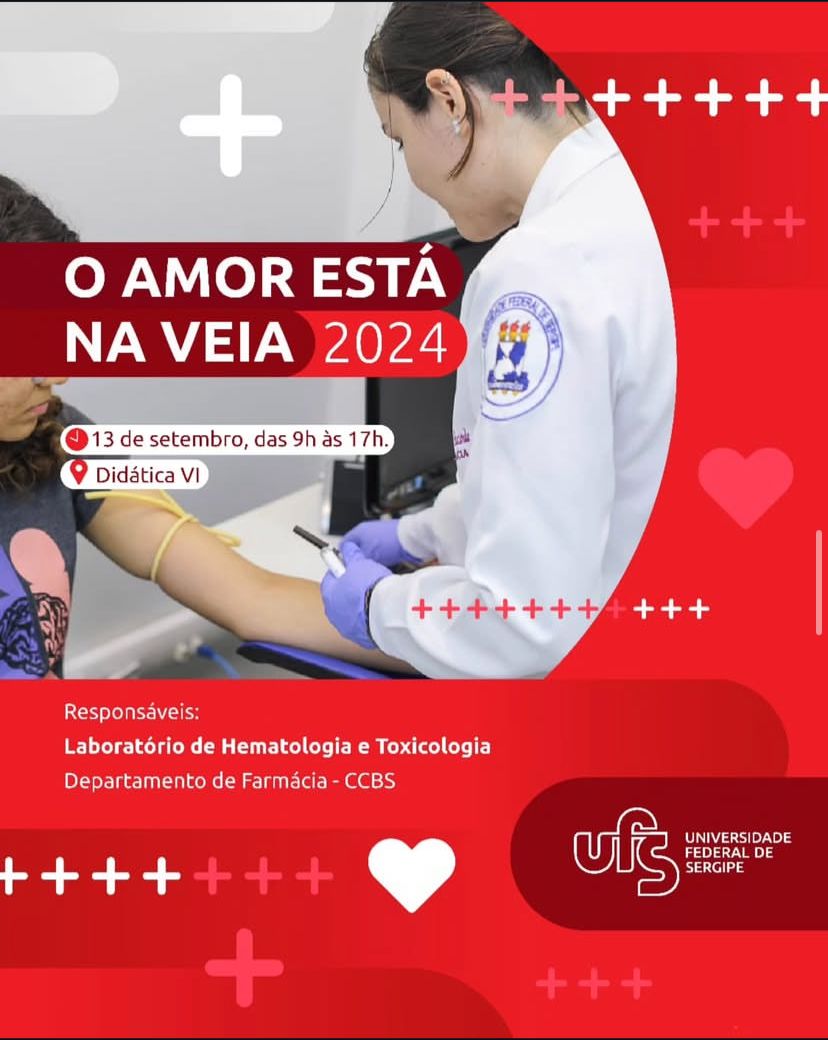 O AMOR ESTÁ
NA VEIA 2024
13 de setembro, das 9h às 17h.
Didática VI
Responsáveis:
Laboratório de Hematologia e Toxicologia
Departamento de Farmácia - CCBS
ufs
UNIVERSIDADE
FEDERAL DE
SERGIPE